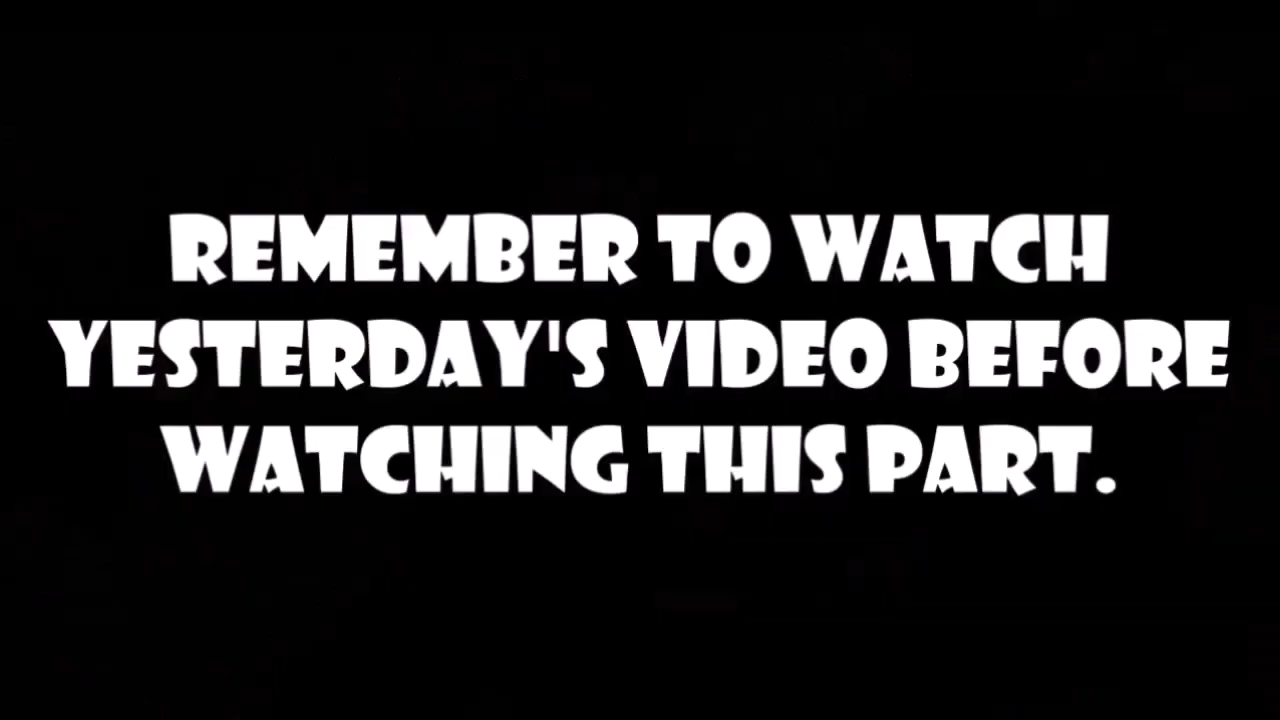 REMEMBER TO WATCH
YESTERDAY'S VIDEO BEFORE
WATCHING THIS PART.